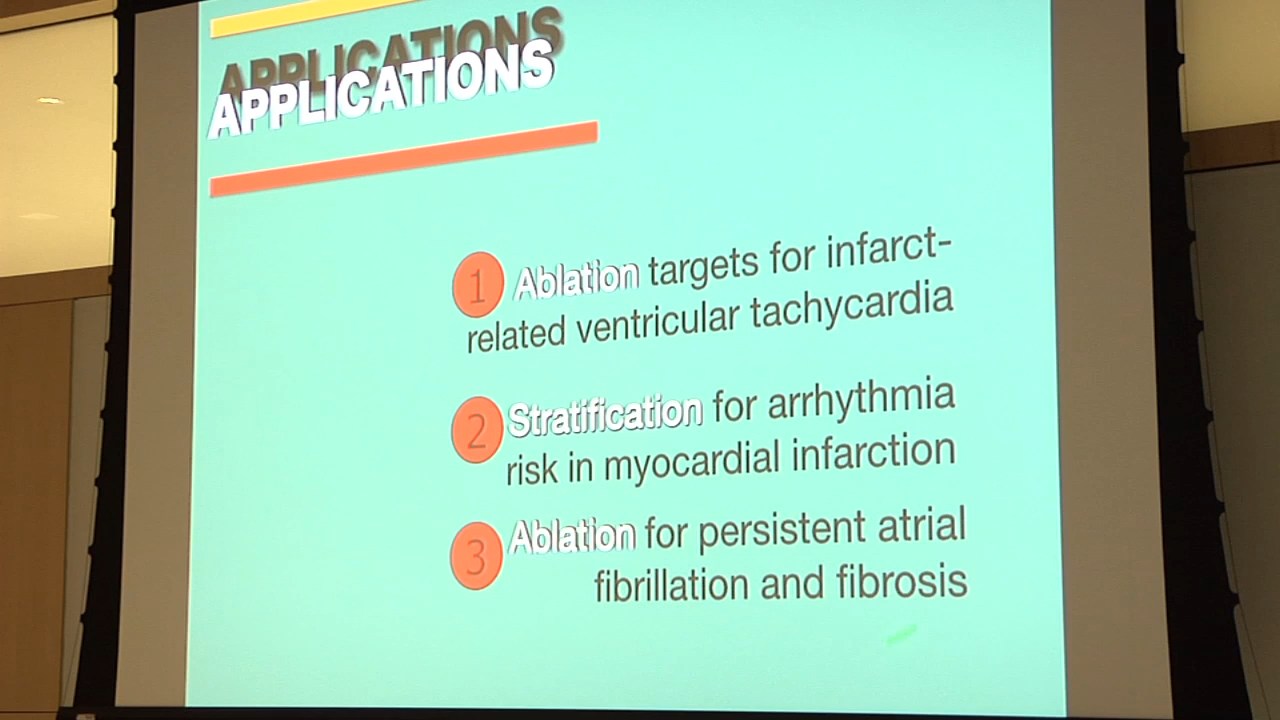 APPLICATIONS
1 Ablation targets for infarct-
related ventricular tachycardia
2 Stratification for arrhythmia
risk in myocardial infarction
3 Ablation for persistent atrial
fibrillation and fibrosis